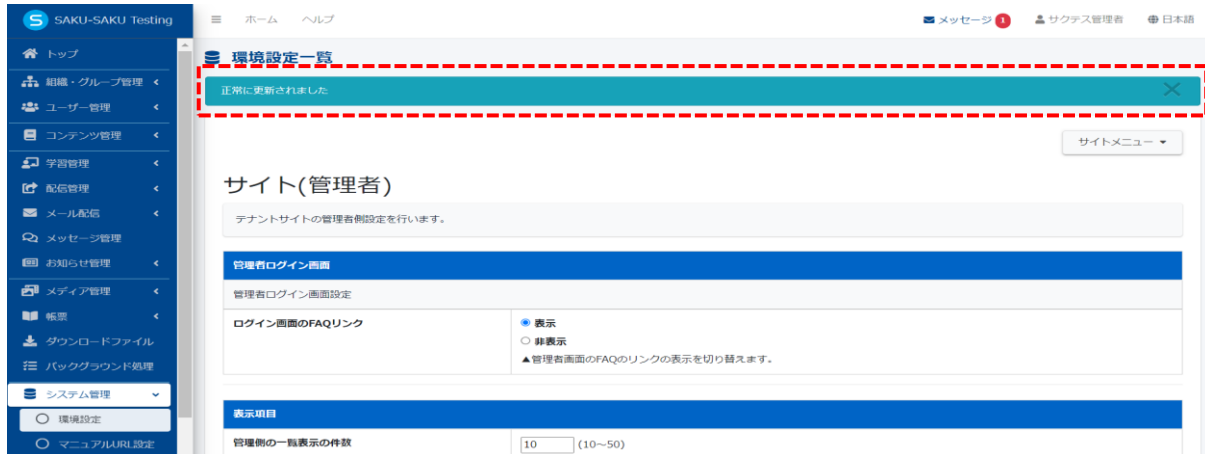 S SAKU-SAKU Testing
ホーム ヘルプ
メッセージ 1 サクテス管理者 日本語
トップ
組織・グループ管理
ユーザー管理
コンテンツ管理
学習管理
配信管理
メール配信
メッセージ管理
お知らせ管理
メディア管理
帳票
ダウンロードファイル
バックグラウンド処理
システム管理
環境設定
マニュアルURL設定
環境設定一覧
正常に更新されました
サイトメニュー
サイト(管理者)
テナントサイトの管理者側設定を行います。
管理者ログイン画面
管理者ログイン画面設定
ログイン画面のFAQリンク
表示
非表示
▲管理者画面のFAQのリンクの表示を切り替えます。
表示項目
管理側の一覧表示の件数
10 (10~50)